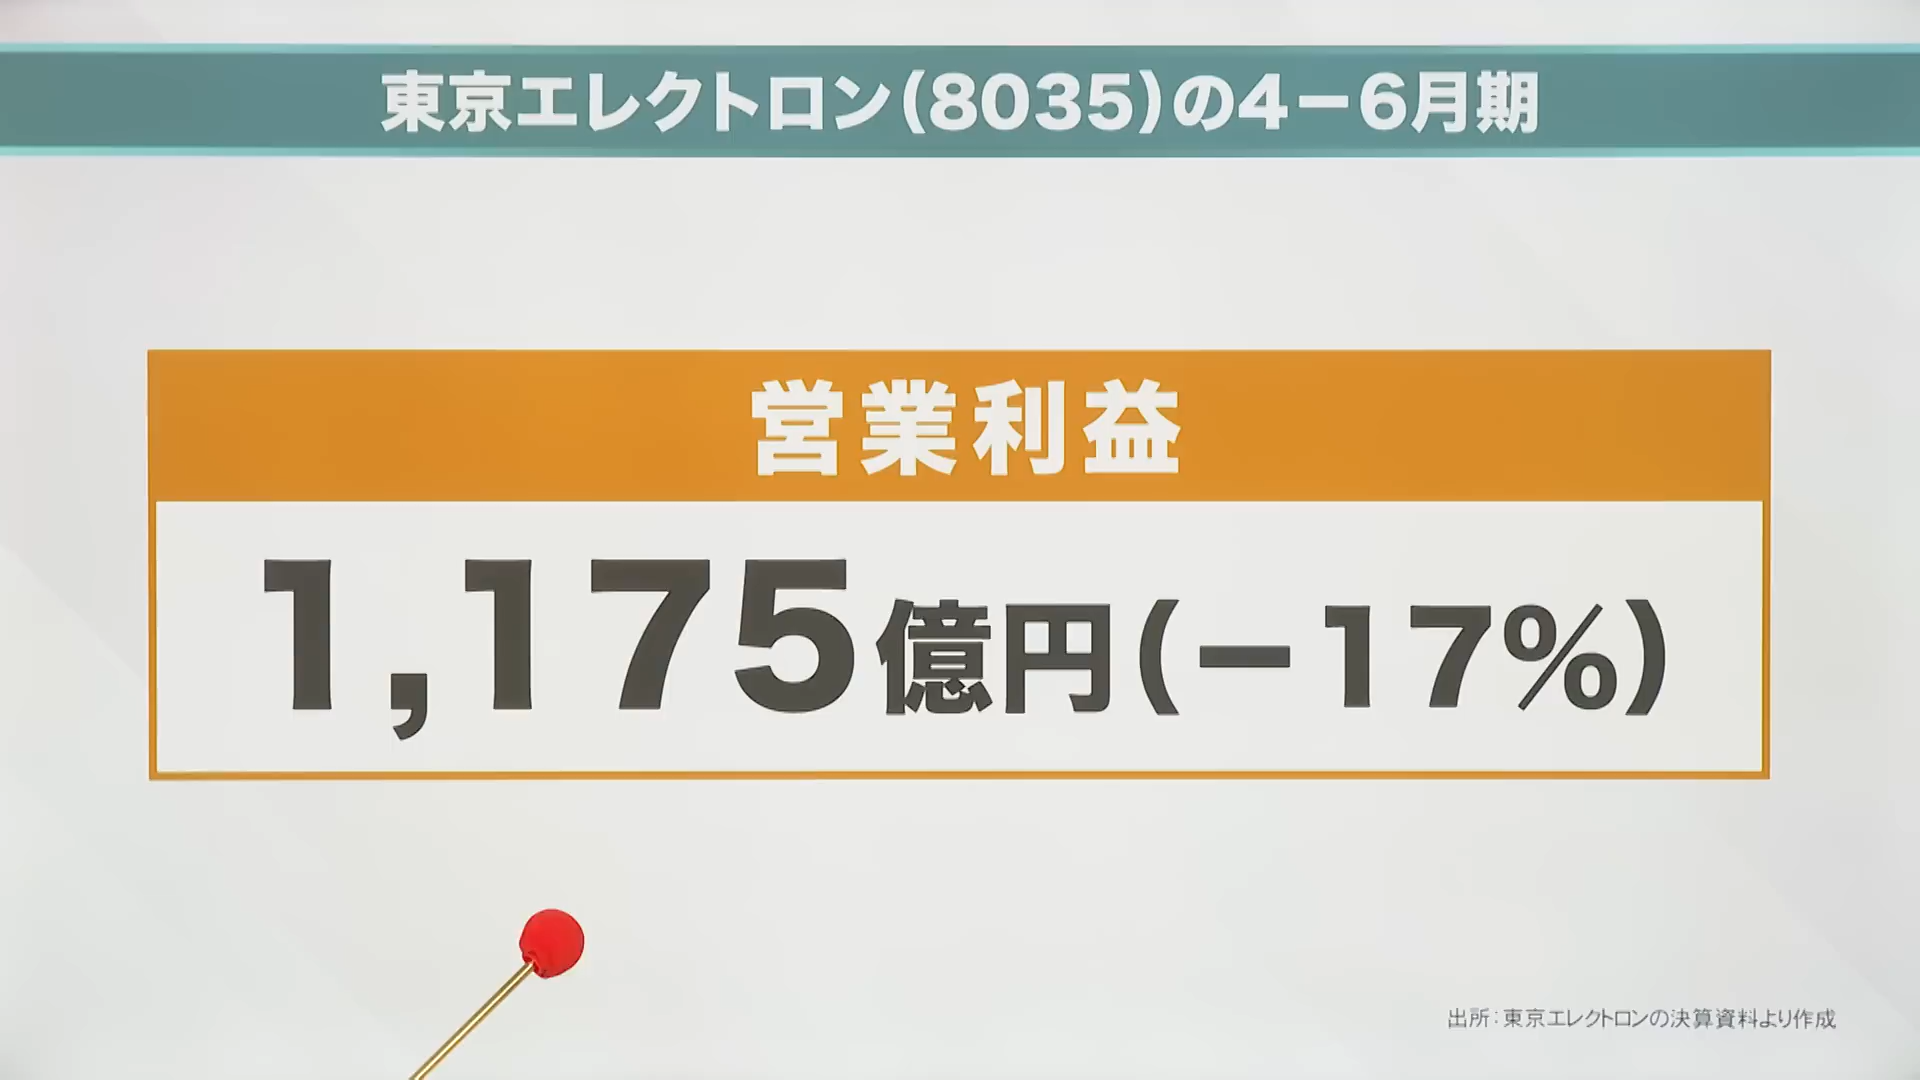 東京エレクトロン(8035)の4－6月期
営業利益
1,175億円(－17%)
出所：東京エレクトロンの決算資料より作成